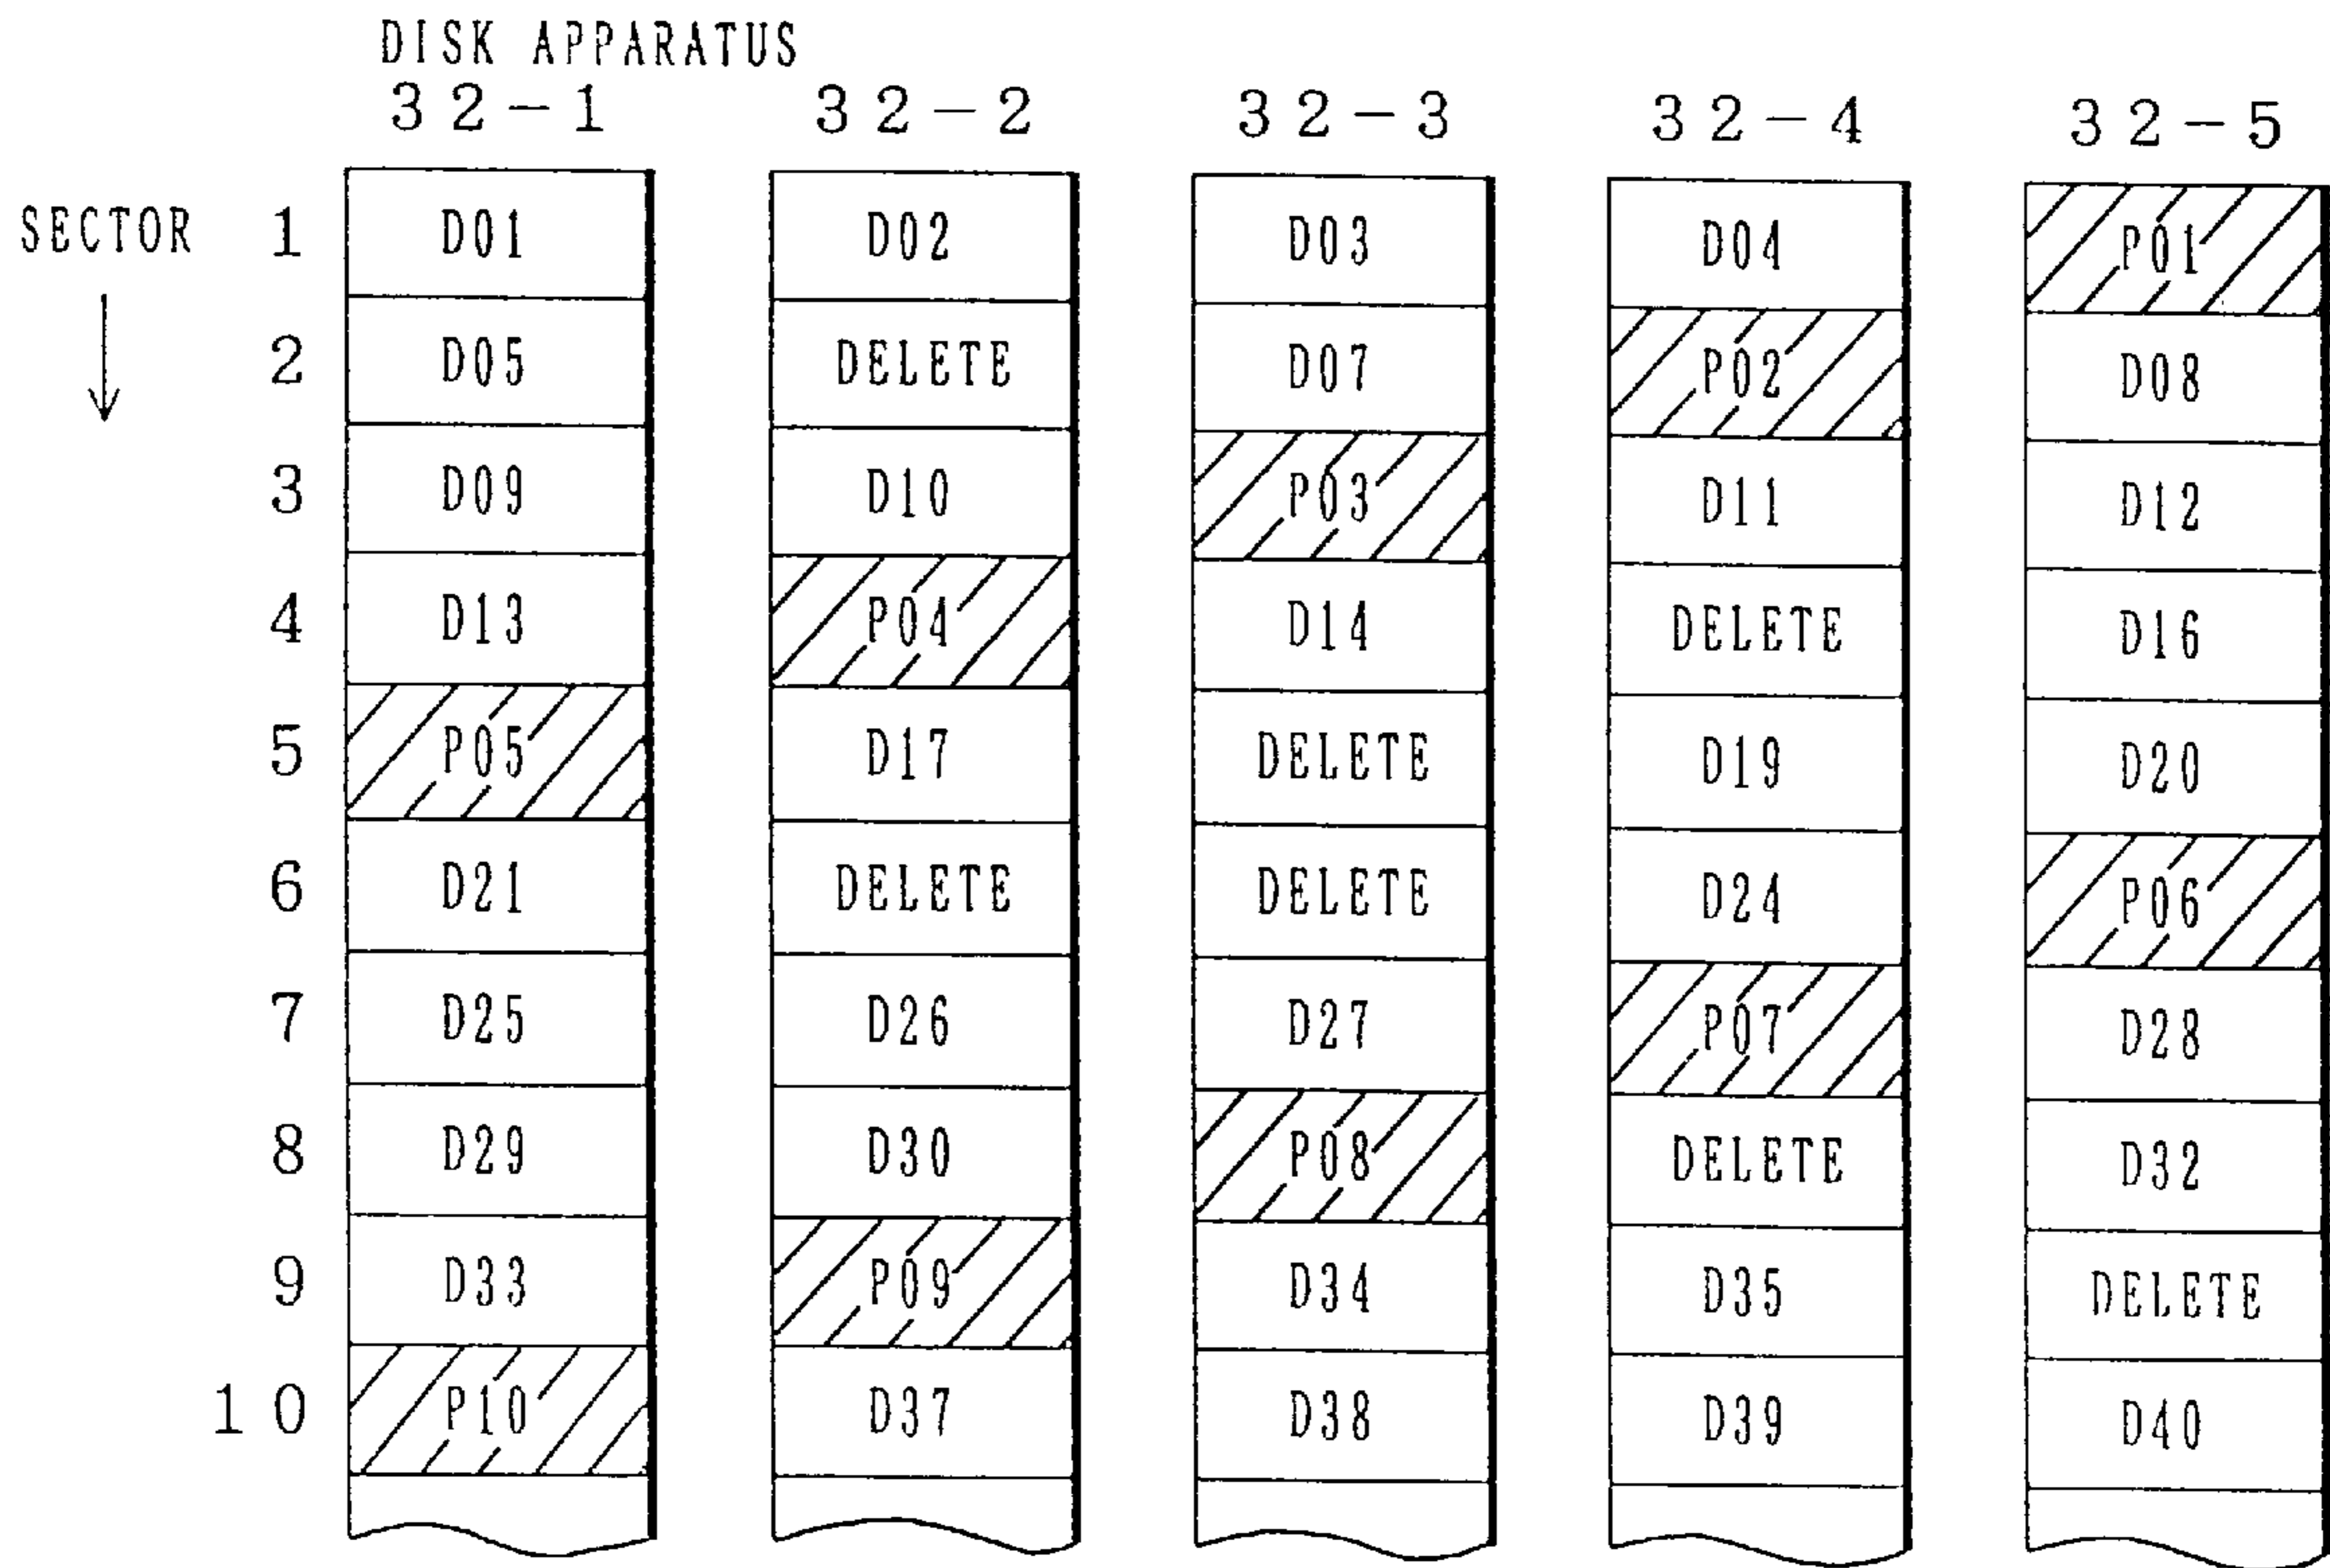 DISK APPARATUS
32-1 32-2 32-3 32-4 32-5
SECTOR 1 D01 D02 D03 D04 P01
2 D05 DELETE D07 P02 D08
3 D09 D10 P03 D11 D12
4 D13 P04 D14 DELETE D16
5 P05 D17 DELETE D19 D20
6 D21 DELETE DELETE D24 P06
7 D25 D26 D27 P07 D28
8 D29 D30 P08 DELETE D32
9 D33 P09 D34 D35 DELETE
10 P10 D37 D38 D39 D40